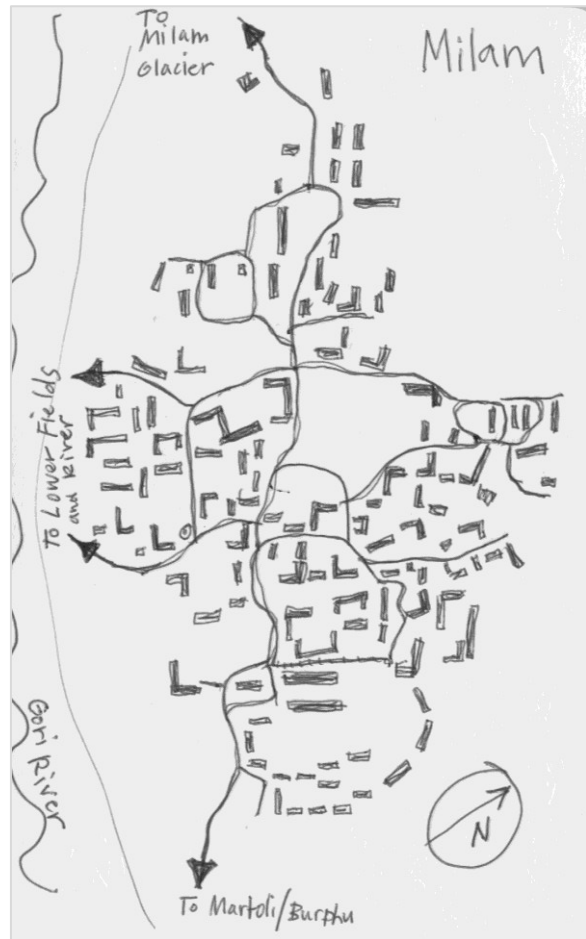 To
Milam
Glacier
Milam
To Lower Fields
and River
Gori River
N
To Martoli/Burphu